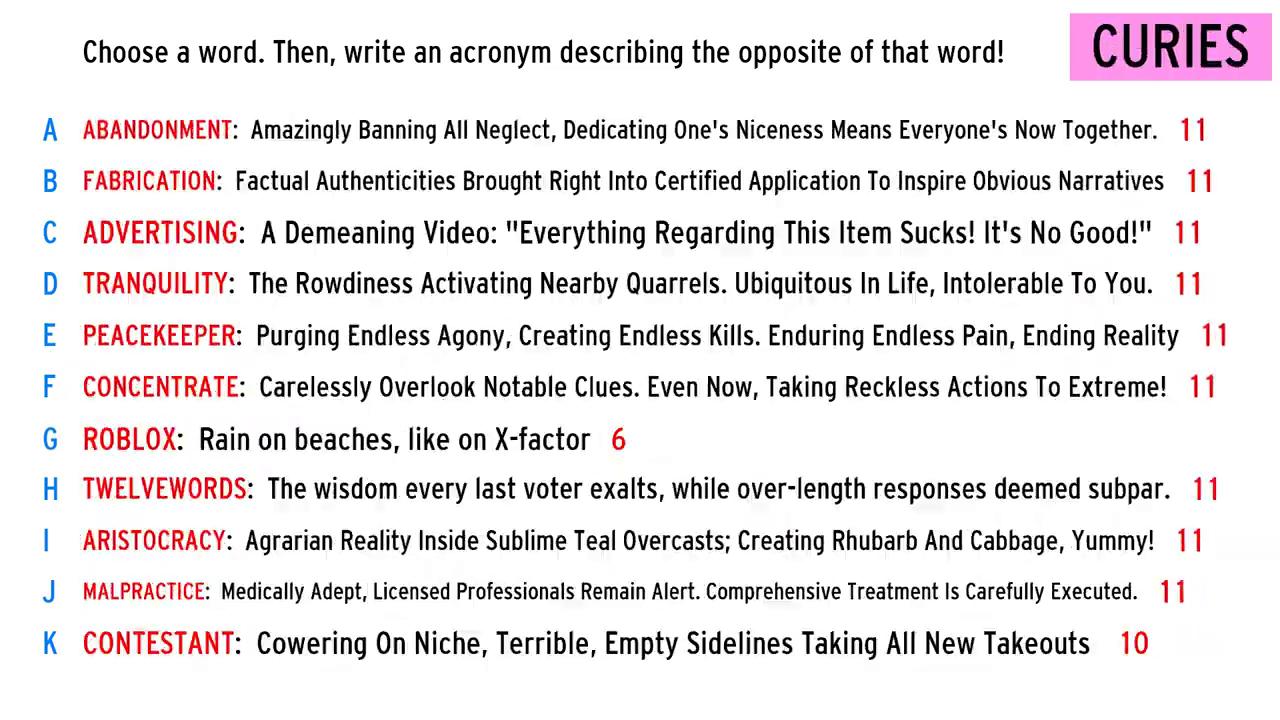 Choose a word. Then, write an acronym describing the opposite of that word!
CURIES
A ABANDONMENT: Amazingly Banning All Neglect, Dedicating One's Niceness Means Everyone's Now Together. 11
B FABRICATION: Factual Authenticities Brought Right Into Certified Application To Inspire Obvious Narratives 11
C ADVERTISING: A Demeaning Video: "Everything Regarding This Item Sucks! It's No Good!" 11
D TRANQUILITY: The Rowdiness Activating Nearby Quarrels. Ubiquitous In Life, Intolerable To You. 11
E PEACEKEEPER: Purging Endless Agony, Creating Endless Kills. Enduring Endless Pain, Ending Reality 11
F CONCENTRATE: Carelessly Overlook Notable Clues. Even Now, Taking Reckless Actions To Extreme! 11
G ROBLOX: Rain on beaches, like on X-factor 6
H TWELVEWORDS: The wisdom every last voter exalts, while over-length responses deemed subpar. 11
I ARISTOCRACY: Agrarian Reality Inside Sublime Teal Overcasts; Creating Rhubarb And Cabbage, Yummy! 11
J MALPRACTICE: Medically Adept, Licensed Professionals Remain Alert. Comprehensive Treatment Is Carefully Executed. 11
K CONTESTANT: Cowering On Niche, Terrible, Empty Sidelines Taking All New Takeouts 10